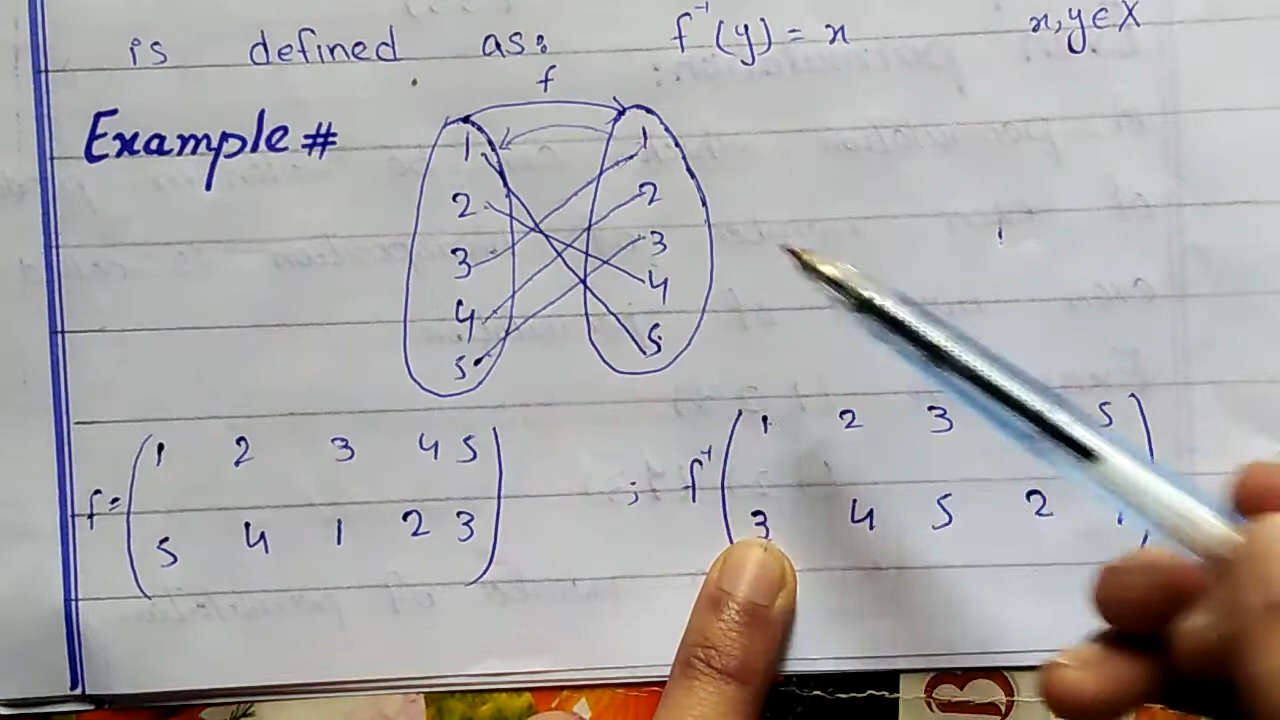 is defined as: f⁻¹(y) = x x, y ∈ X
f
Example #
1 1
2 2
3 3
4 4
5 5
f = (1 2 3 4 5 ; f⁻¹ (1 2 3 5)
5 4 1 2 3) 3 4 5 2 1